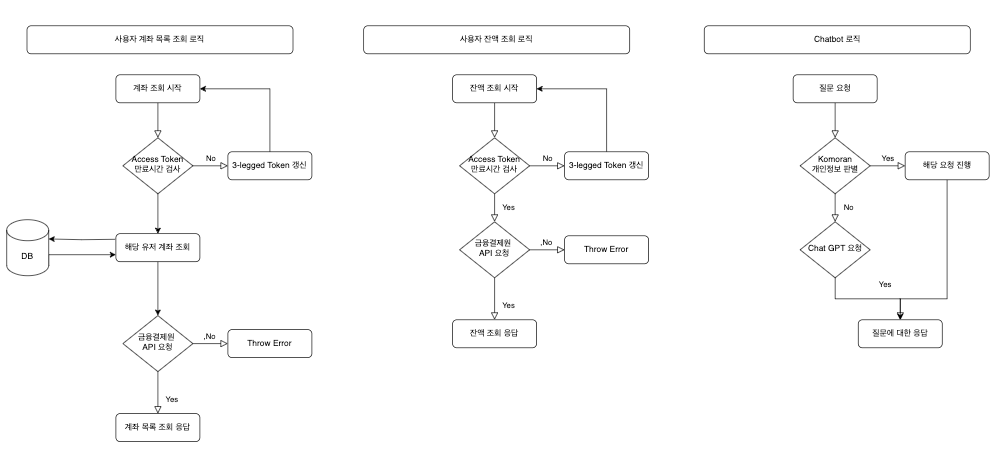 사용자 계좌 목록 조회 로직
계좌 조회 시작
Access Token
만료시간 검사
No
3-legged Token 갱신
DB
해당 유저 계좌 조회
금융결제원
API 요청
,No
Throw Error
Yes
계좌 목록 조회 응답
사용자 잔액 조회 로직
잔액 조회 시작
Access Token
만료시간 검사
No
3-legged Token 갱신
Yes
금융결제원
API 요청
,No
Throw Error
Yes
잔액 조회 응답
Chatbot 로직
질문 요청
Komoran
개인정보 판별
Yes
해당 요청 진행
No
Chat GPT 요청
Yes
질문에 대한 응답